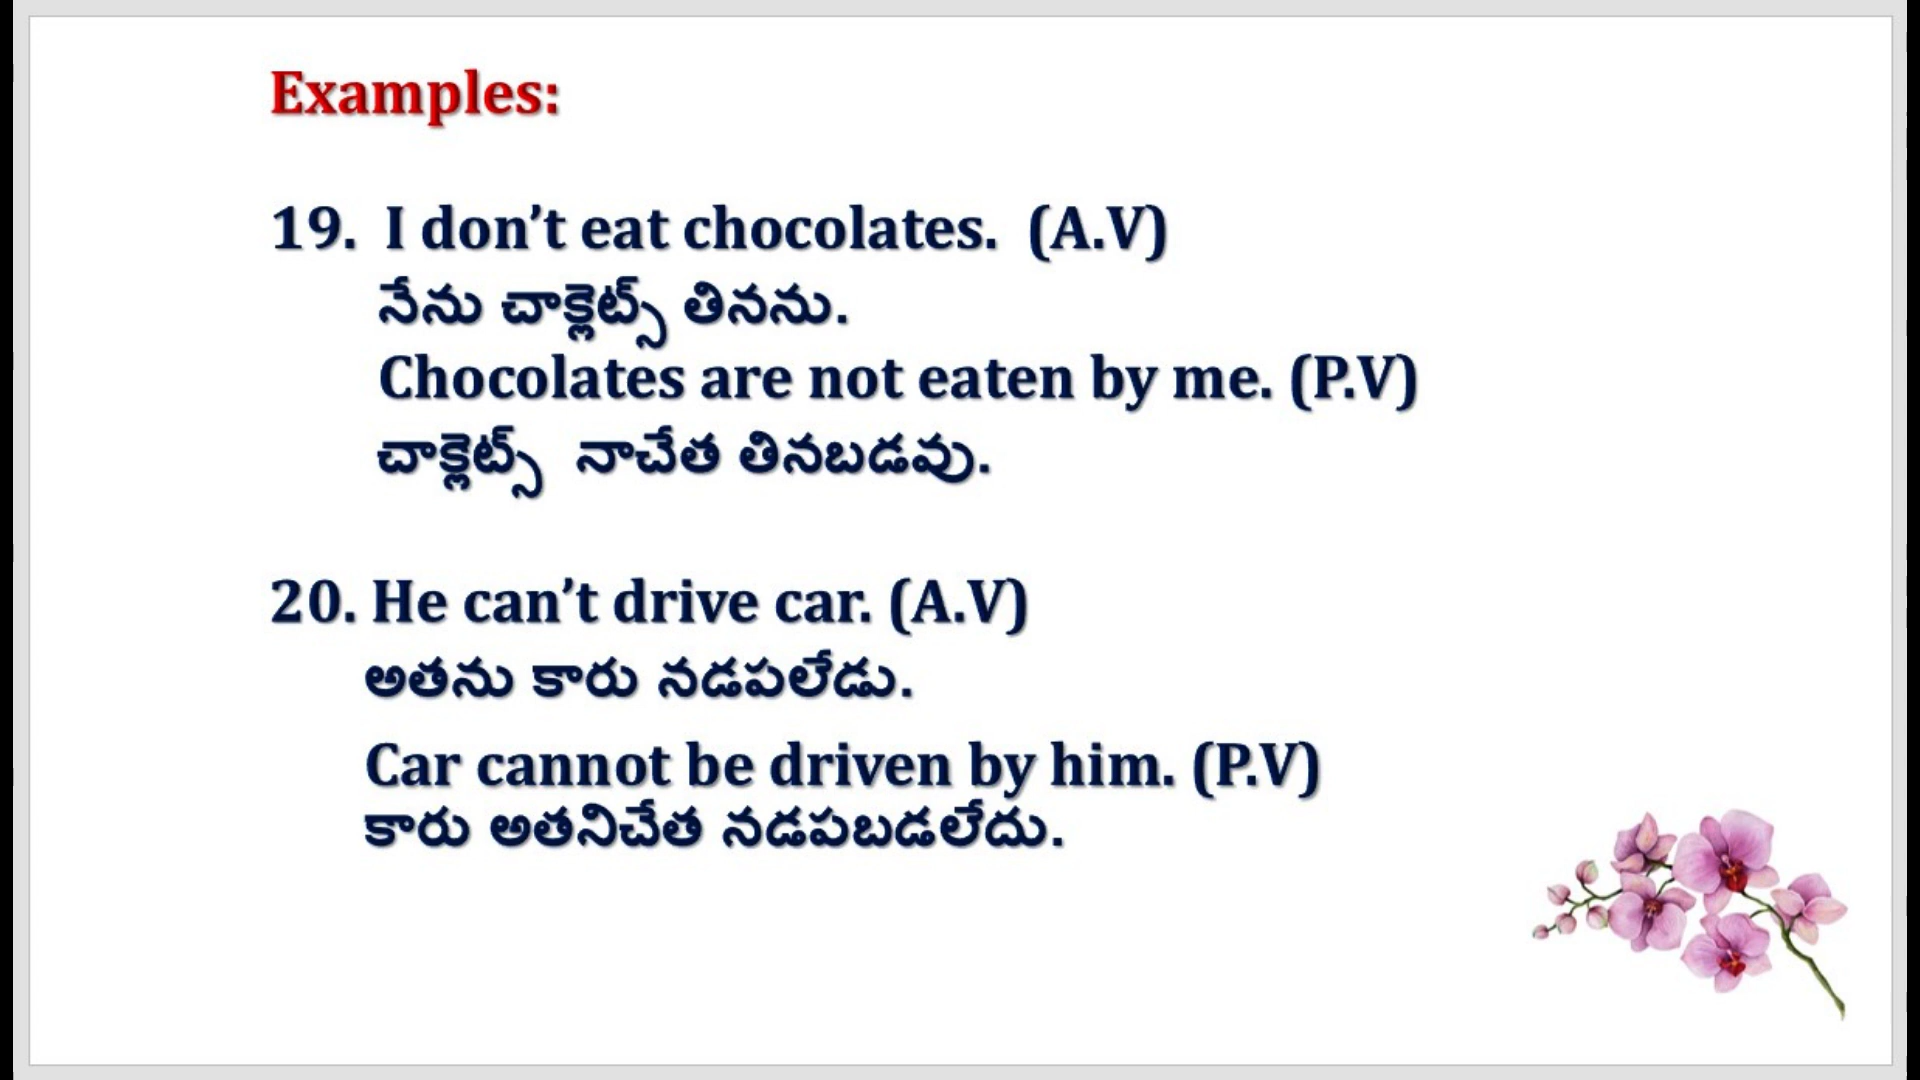 Examples:
19. I don’t eat chocolates. (A.V)
నేను చాక్లెట్స్ తినను.
Chocolates are not eaten by me. (P.V)
చాక్లెట్స్ నాచేత తినబడవు.
20. He can’t drive car. (A.V)
అతను కారు నడపలేడు.
Car cannot be driven by him. (P.V)
కారు అతనిచేత నడపబడలేదు.